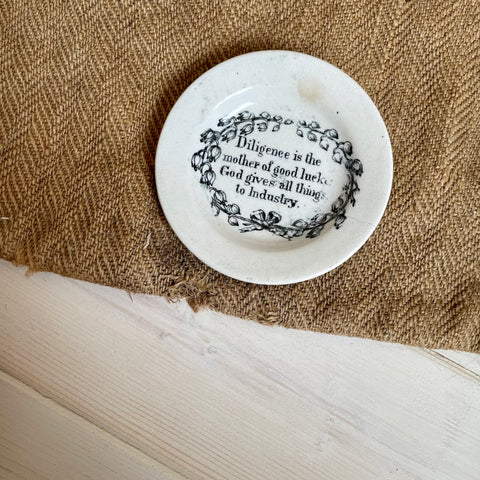 Diligence is the
mother of good luck
God gives all things
to Industry.